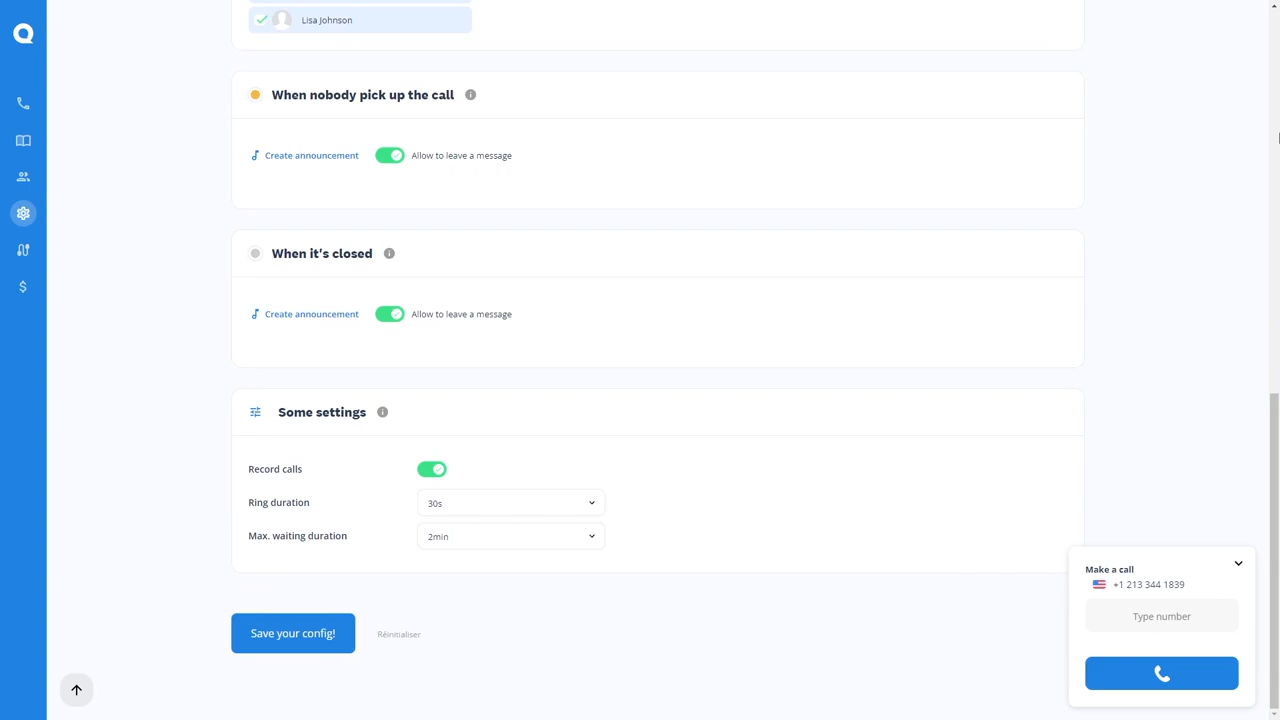 Lisa Johnson
When nobody pick up the call
Create announcement
Allow to leave a message
When it's closed
Create announcement
Allow to leave a message
Some settings
Record calls
Ring duration
30s
Max. waiting duration
2min
Save your config!
Réinitialiser
Make a call
+1 213 344 1839
Type number